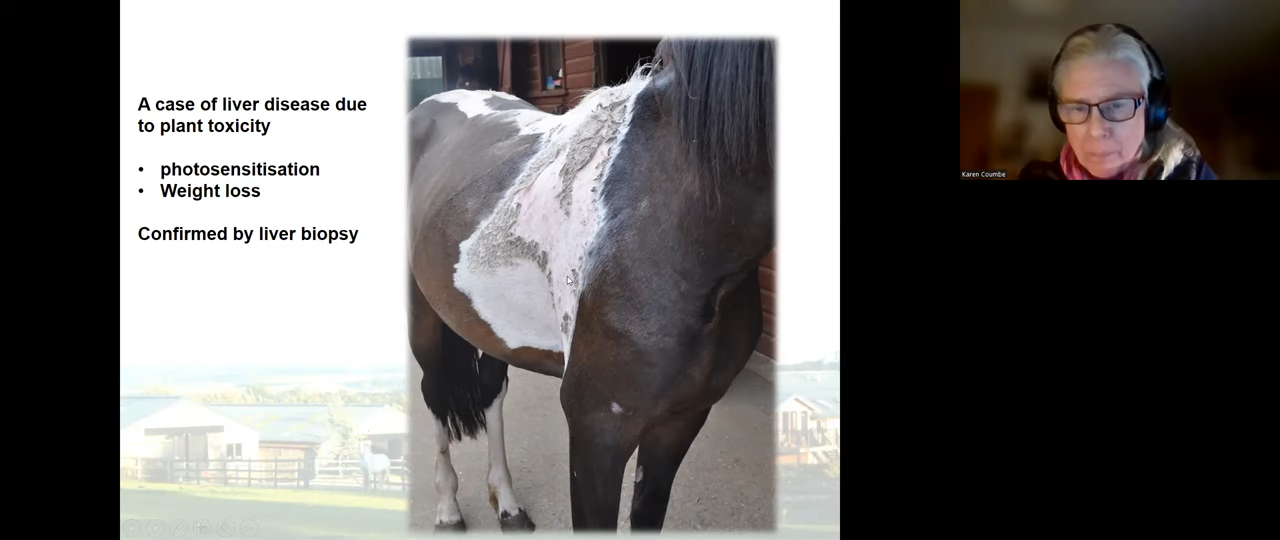 A case of liver disease due
to plant toxicity
• photosensitisation
• Weight loss
Confirmed by liver biopsy
Karen Coumbe